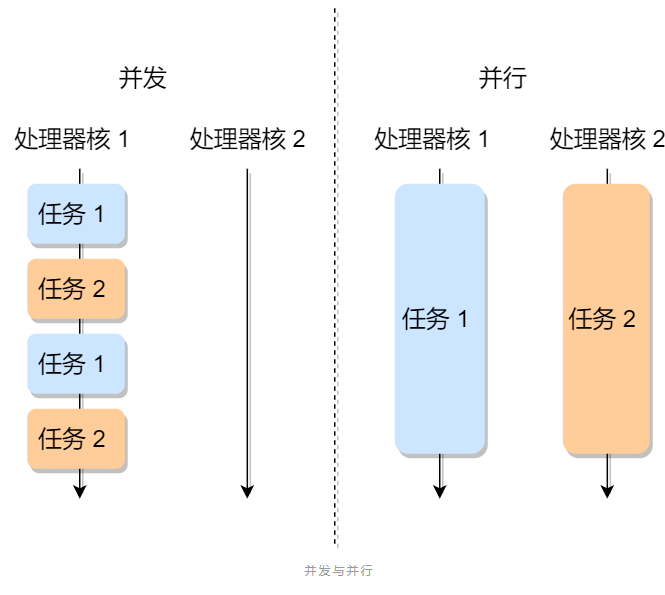 并发
处理器核 1
处理器核 2
任务 1
任务 2
任务 1
任务 2
并行
处理器核 1
处理器核 2
任务 1
任务 2
并发与并行